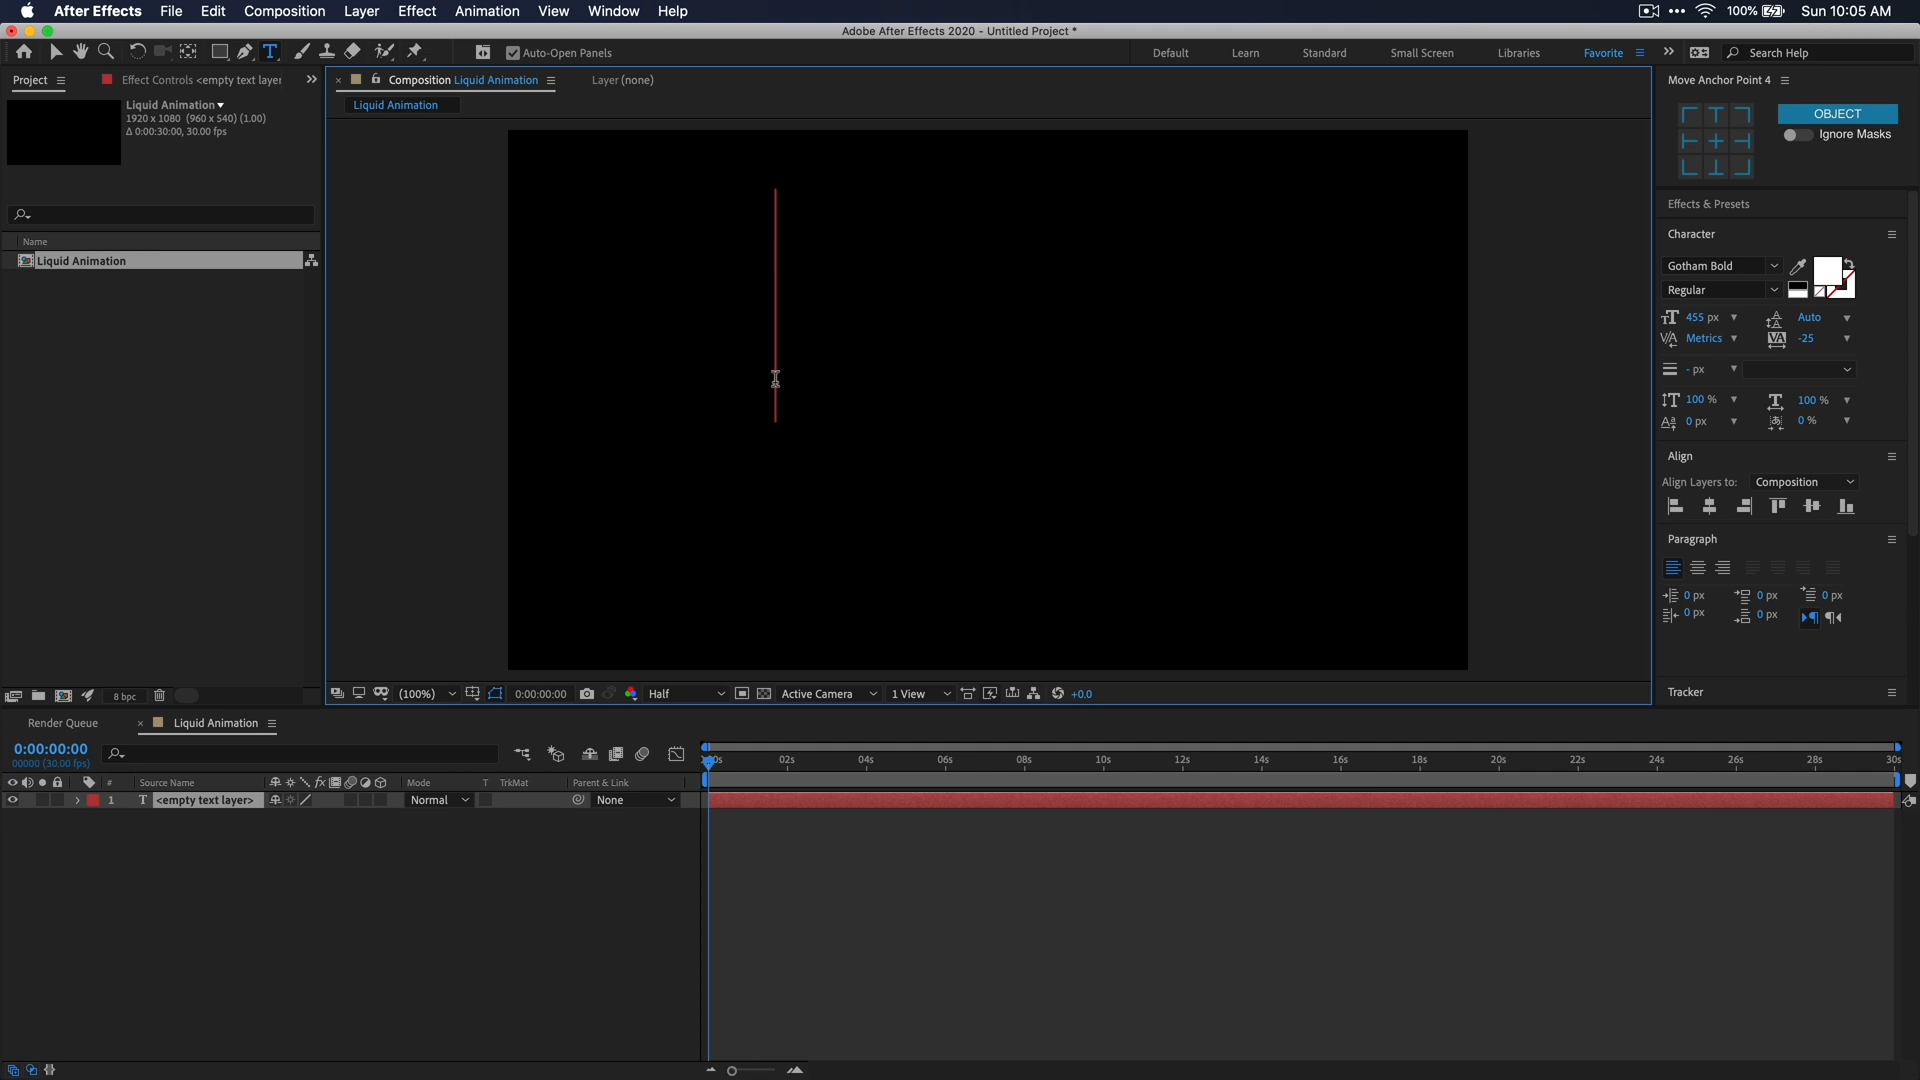 After Effects File Edit Composition Layer Effect Animation View Window Help 100% Sun 10:05 AM
Adobe After Effects 2020 - Untitled Project *
Auto-Open Panels Default Learn Standard Small Screen Libraries Favorite Search Help
Project Effect Controls <empty text layer Composition Liquid Animation Layer (none) Move Anchor Point 4
Liquid Animation
1920 x 1080 (960 x 540) (1.00)
Δ 0:00:30:00, 30.00 fps
Liquid Animation
OBJECT
Ignore Masks
Effects & Presets
Name
Liquid Animation
Character
Gotham Bold
Regular
455 px Auto
Metrics -25
- px
100 % 100 %
0 px 0 %
Align
Align Layers to: Composition
Paragraph
0 px 0 px 0 px
0 px 0 px
Tracker
8 bpc (100%) 0:00:00:00 Half Active Camera 1 View +0.0
Render Queue Liquid Animation
0:00:00:00
00000 (30.00 fps)
02s 04s 06s 08s 10s 12s 14s 16s 18s 20s 22s 24s 26s 28s 30s
# Source Name Mode T TrkMat Parent & Link
1 T <empty text layer> Normal None